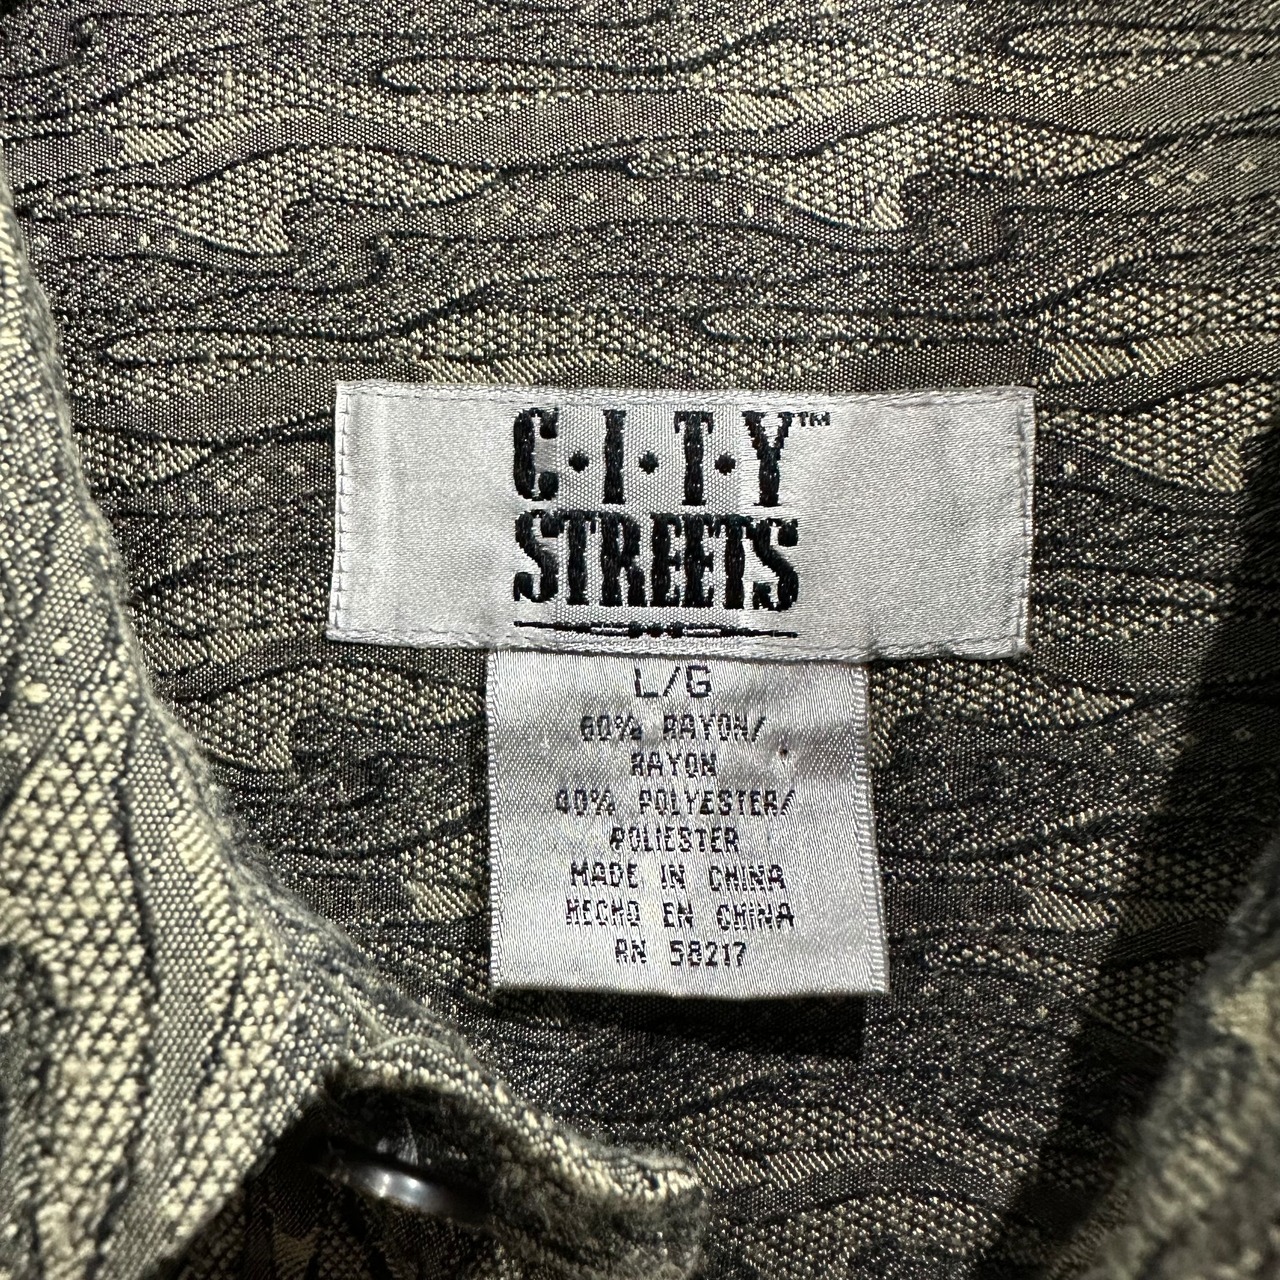 C·I·T·Y™
STREETS
L/G
60% RAYON/
RAYON
40% POLYESTER/
POLIESTER
MADE IN CHINA
HECHO EN CHINA
RN 58217